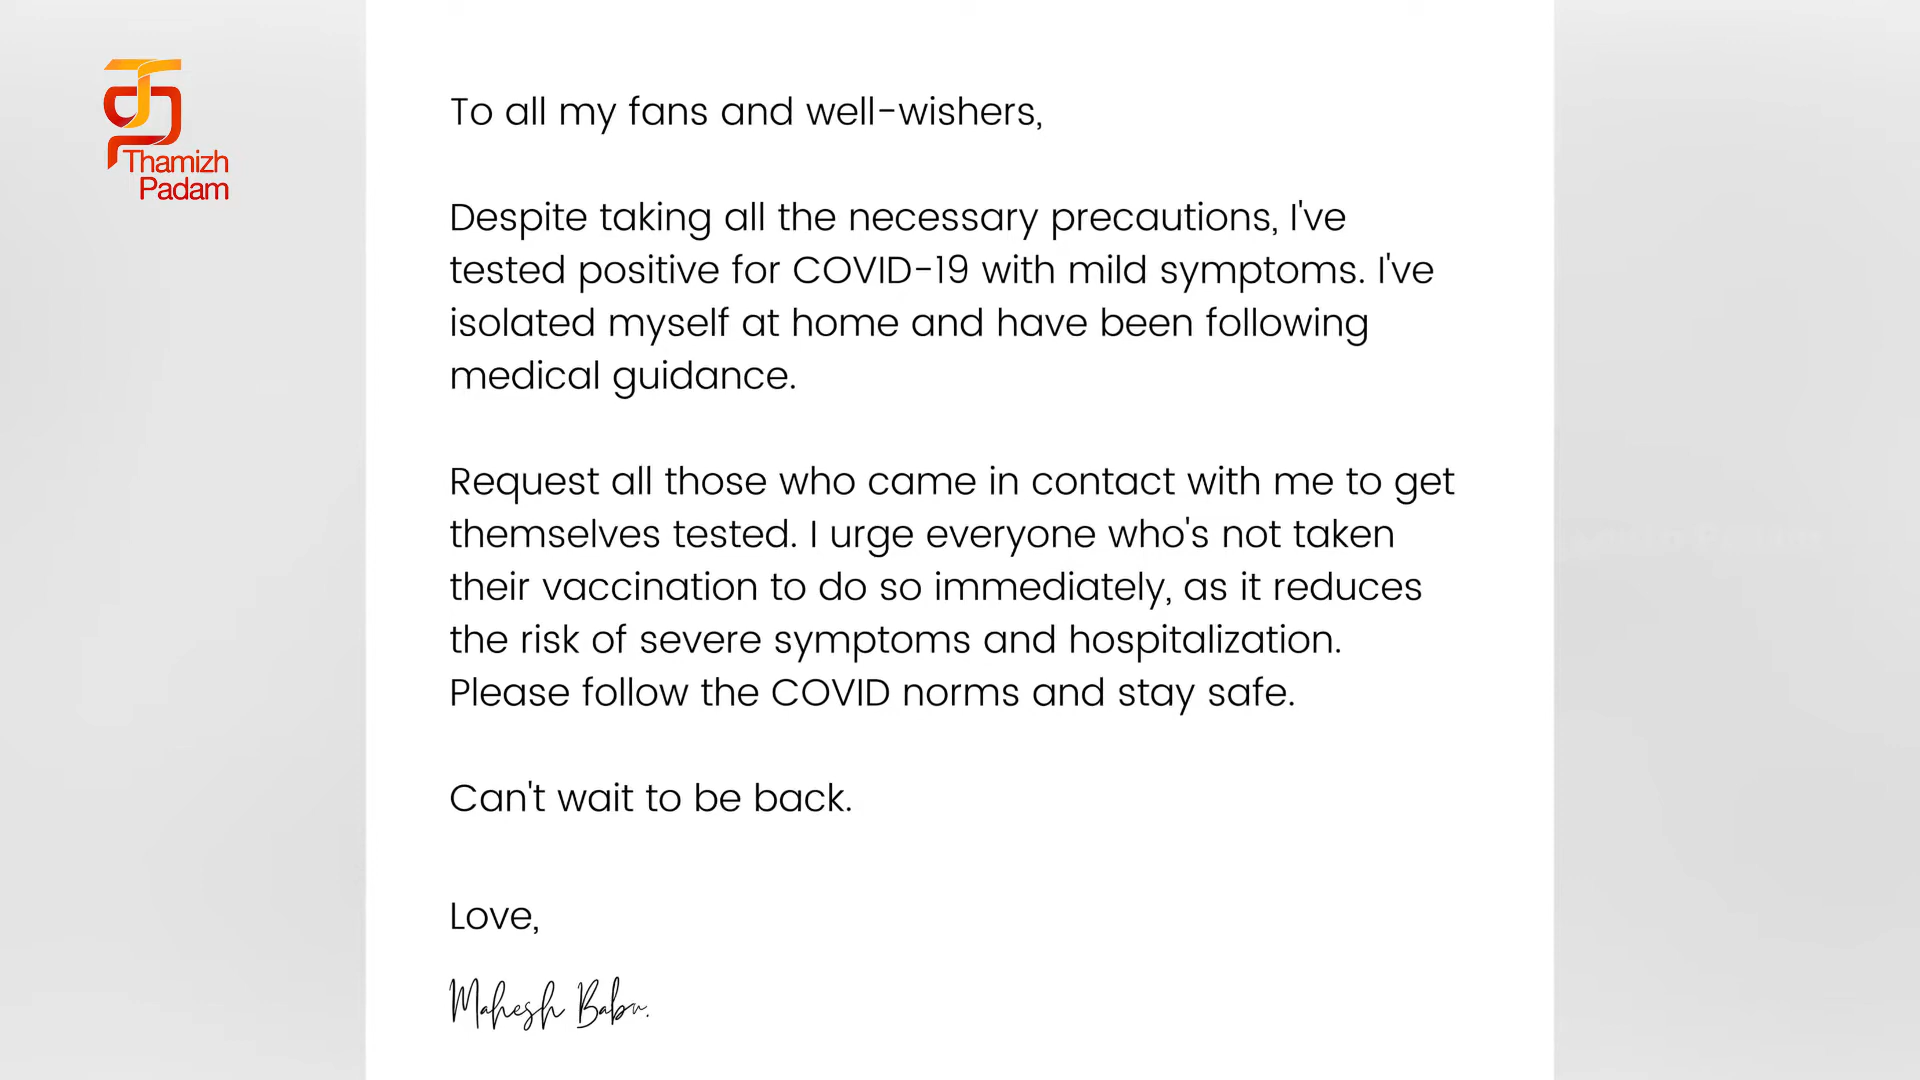 Thamizh
Padam
To all my fans and well-wishers,
Despite taking all the necessary precautions, I've
tested positive for COVID-19 with mild symptoms. I've
isolated myself at home and have been following
medical guidance.
Request all those who came in contact with me to get
themselves tested. I urge everyone who's not taken
their vaccination to do so immediately, as it reduces
the risk of severe symptoms and hospitalization.
Please follow the COVID norms and stay safe.
Can't wait to be back.
Love,
Mahesh Babu.